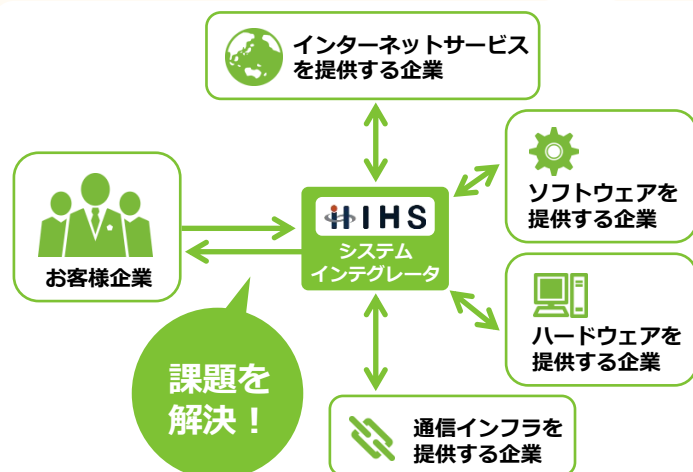 インターネットサービス
を提供する企業
ソフトウェアを
提供する企業
お客様企業
IHS
システム
インテグレータ
ハードウェアを
提供する企業
課題を
解決！
通信インフラを
提供する企業